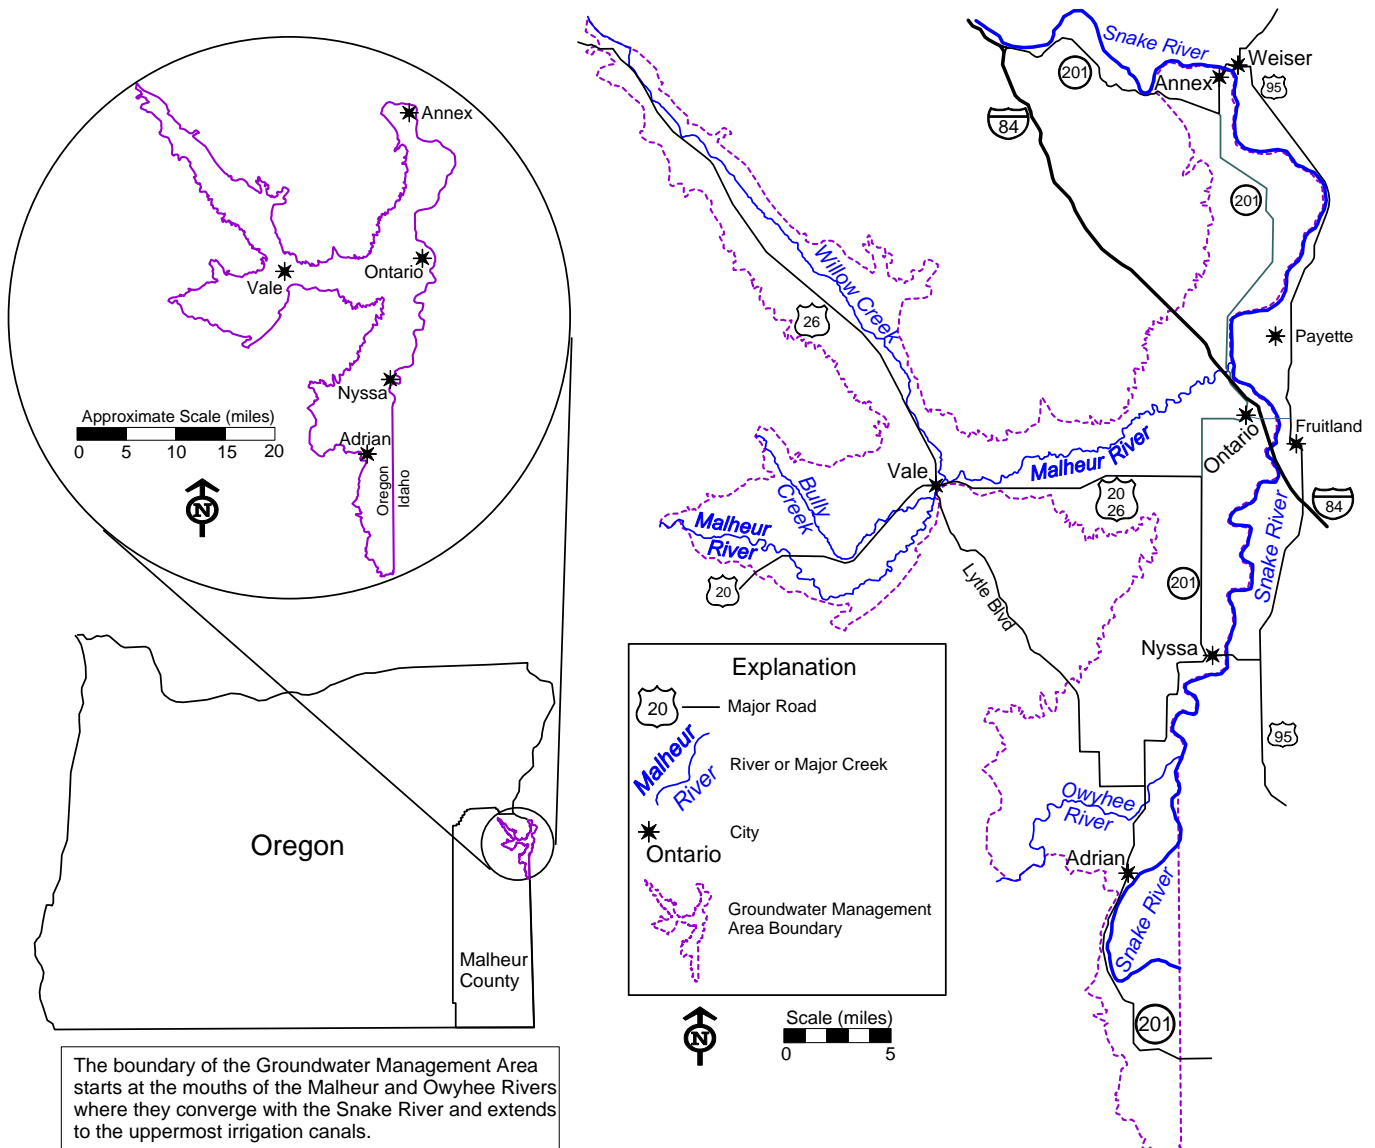 Annex
Ontario
Vale
Nyssa
Adrian
Approximate Scale (miles)
0 5 10 15 20
N
Oregon
Idaho
Oregon
Malheur
County
The boundary of the Groundwater Management Area
starts at the mouths of the Malheur and Owyhee Rivers
where they converge with the Snake River and extends
to the uppermost irrigation canals.
Snake River
Weiser
201
Annex
95
84
201
Willow Creek
26
Payette
Ontario
Fruitland
Malheur River
Vale
20
26
84
Bully
Creek
Malheur
River
20
Snake River
201
Lytle Blvd
Nyssa
95
Owyhee
River
Adrian
Snake River
201
Explanation
20
Major Road
Malheur
River
River or Major Creek
Ontario
City
Groundwater Management
Area Boundary
N
Scale (miles)
0 5